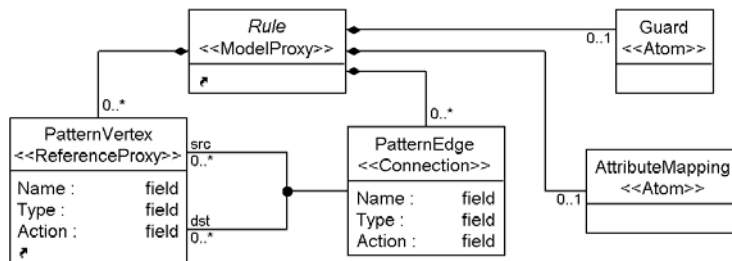 Rule
<<ModelProxy>>
Guard
<<Atom>>
0..1
0..*
0..*
PatternVertex
<<ReferenceProxy>>
Name : field
Type : field
Action : field
src
0..*
dst
0..*
PatternEdge
<<Connection>>
Name : field
Type : field
Action : field
AttributeMapping
<<Atom>>
0..1